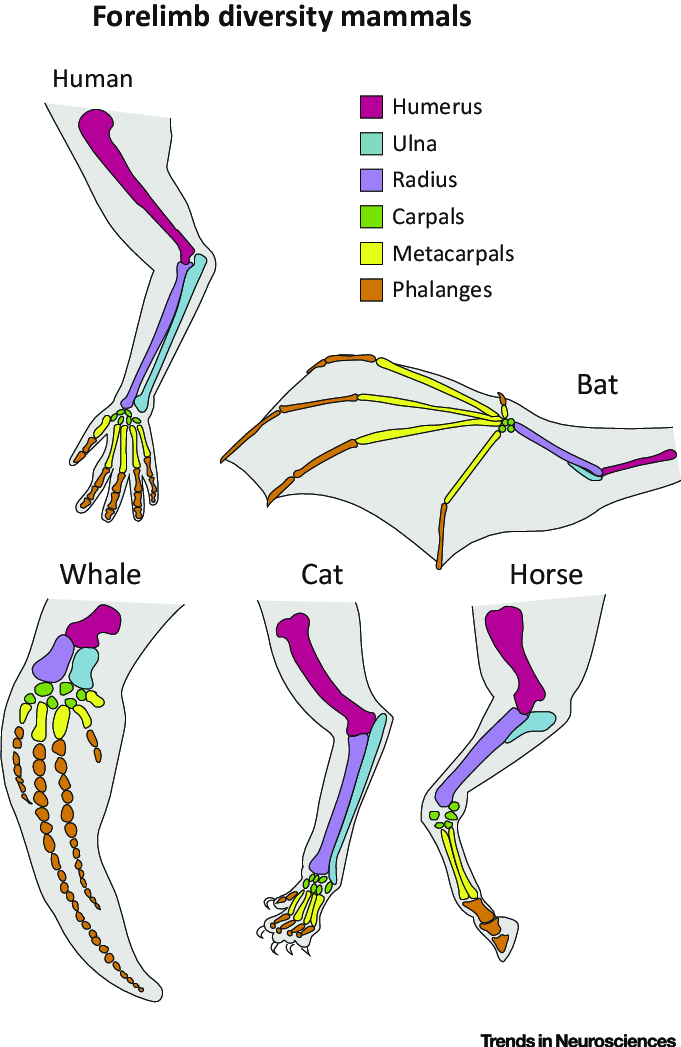 Forelimb diversity mammals
Human
Humerus
Ulna
Radius
Carpals
Metacarpals
Phalanges
Bat
Whale
Cat
Horse
Trends in Neurosciences